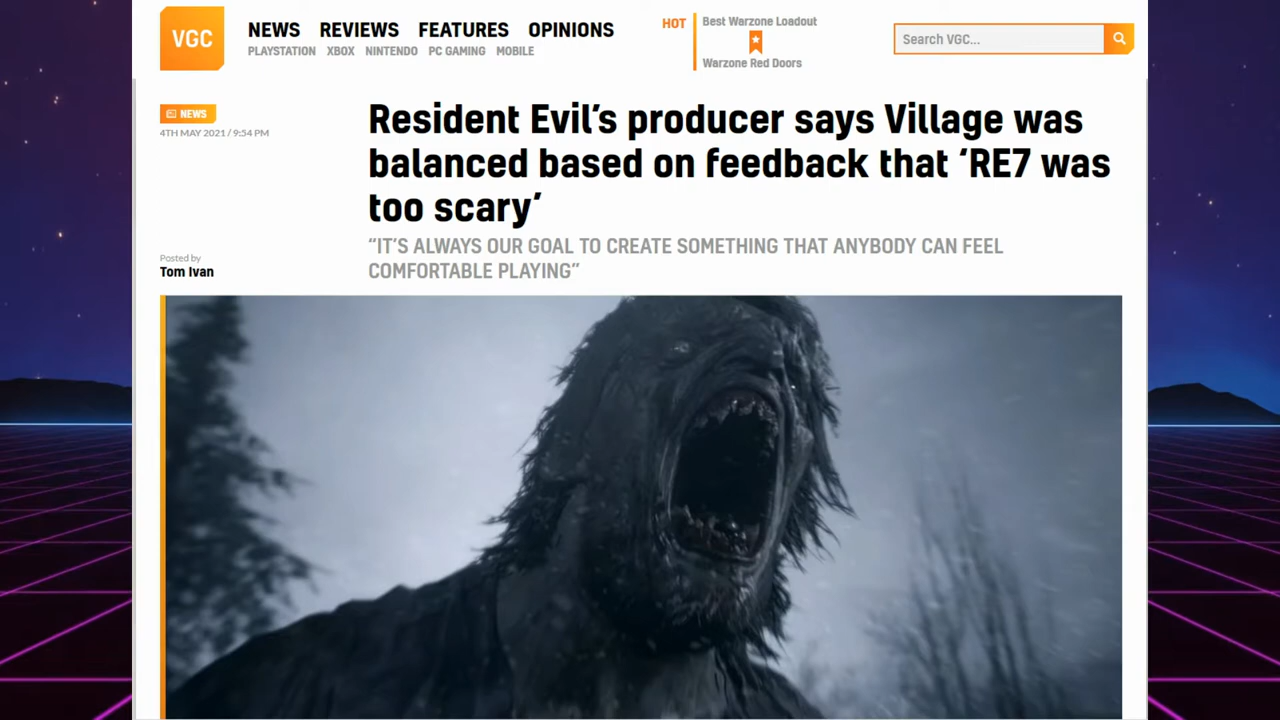 VGC
NEWS REVIEWS FEATURES OPINIONS
PLAYSTATION XBOX NINTENDO PC GAMING MOBILE
HOT
Best Warzone Loadout
Warzone Red Doors
Search VGC...
NEWS
4TH MAY 2021 / 9:54 PM
Resident Evil’s producer says Village was
balanced based on feedback that ‘RE7 was
too scary’
“IT’S ALWAYS OUR GOAL TO CREATE SOMETHING THAT ANYBODY CAN FEEL
COMFORTABLE PLAYING”
Posted by
Tom Ivan